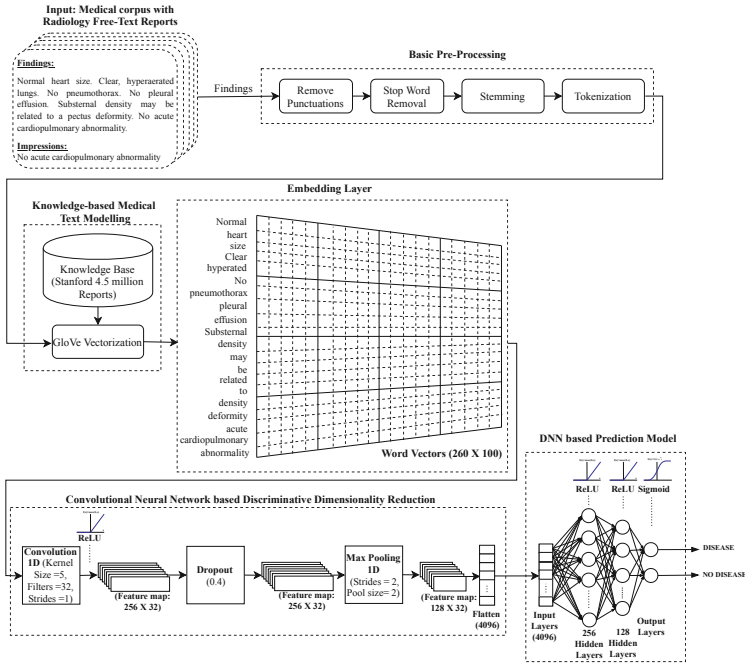 Input: Medical corpus with
Radiology Free-Text Reports
Findings:
Normal heart size. Clear, hyperaerated
lungs. No pneumothorax. No pleural
effusion. Substernal density may be
related to a pectus deformity. No acute
cardiopulmonary abnormality.
Impressions:
No acute cardiopulmonary abnormality
Findings
Basic Pre-Processing
Remove
Punctuations
Stop Word
Removal
Stemming
Tokenization
Knowledge-based Medical
Text Modelling
Knowledge Base
(Stanford 4.5 million
Reports)
GloVe Vectorization
Embedding Layer
Normal
heart
size
Clear
hyperated
No
pneumothorax
pleural
effusion
Substernal
density
may
be
related
to
density
deformity
acute
cardiopulmonary
abnormality
Word Vectors (260 X 100)
Convolutional Neural Network based Discriminative Dimensionality Reduction
ReLU
Convolution
1D (Kernel
Size =5,
Filters =32,
Strides =1)
(Feature map:
256 X 32)
Dropout
(0.4)
(Feature map:
256 X 32)
Max Pooling
1D
(Strides = 2,
Pool size= 2)
(Feature map:
128 X 32)
Flatten
(4096)
DNN based Prediction Model
ReLU
ReLU
Sigmoid
Input
Layers
(4096)
256
Hidden
Layers
128
Hidden
Layers
Output
Layers
DISEASE
NO DISEASE